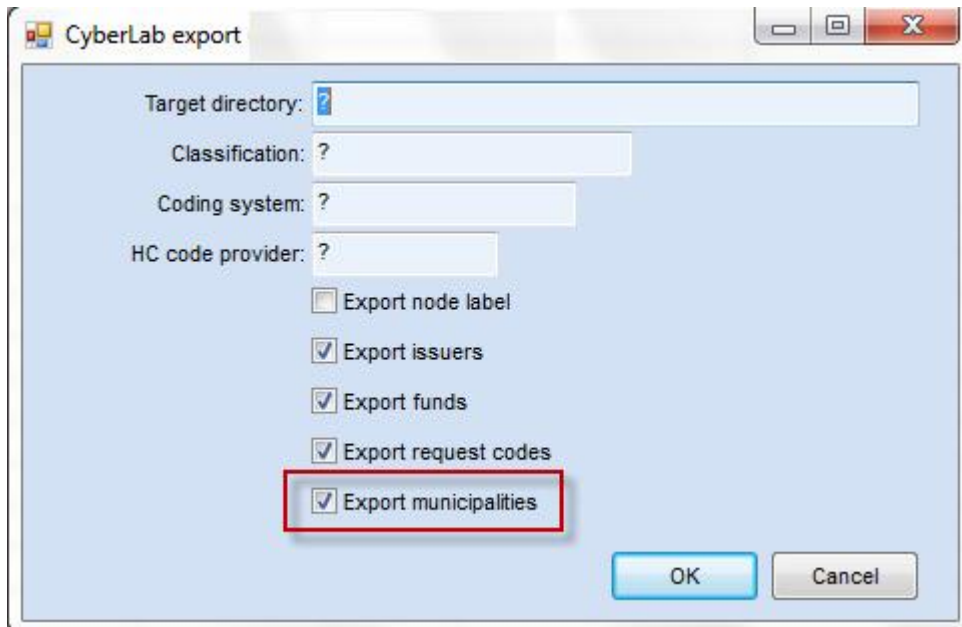 CyberLab export
Target directory: ?
Classification: ?
Coding system: ?
HC code provider: ?
Export node label
Export issuers
Export funds
Export request codes
Export municipalities
OK Cancel